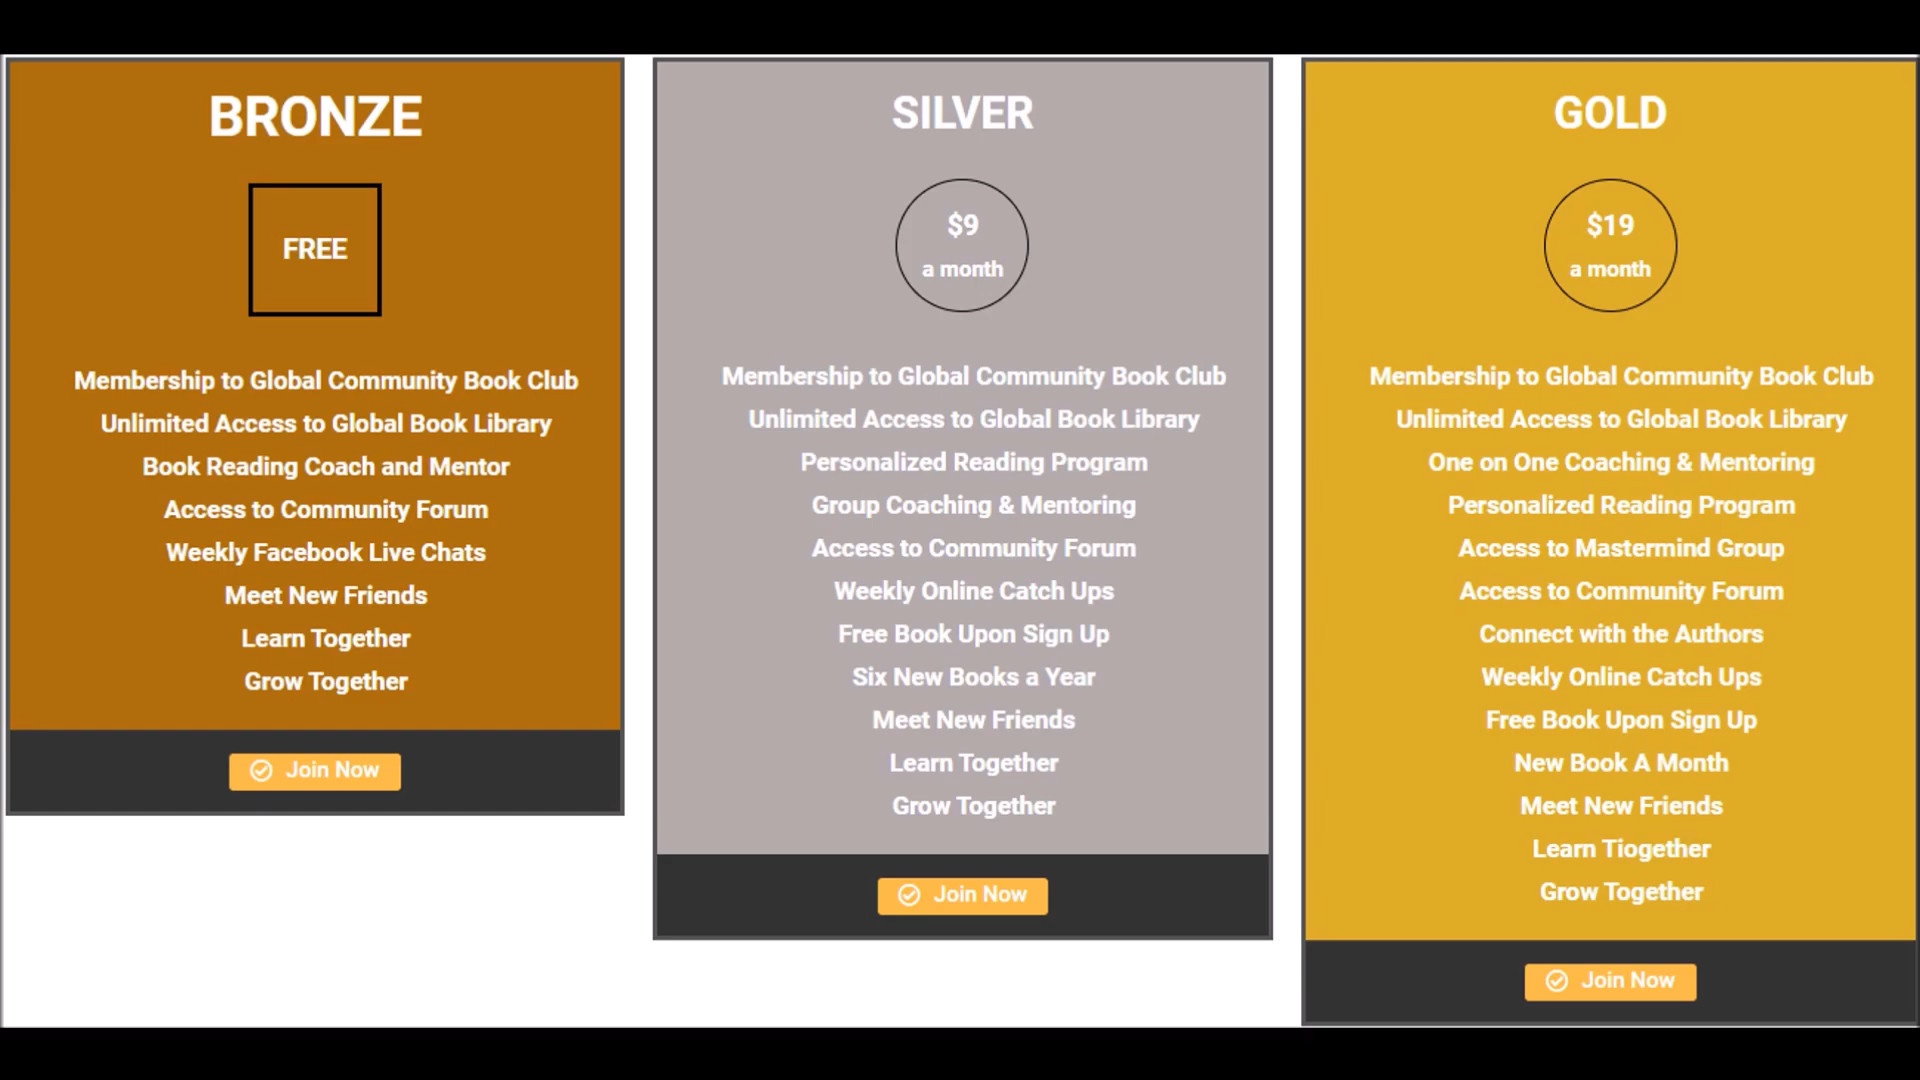 BRONZE
FREE
Membership to Global Community Book Club
Unlimited Access to Global Book Library
Book Reading Coach and Mentor
Access to Community Forum
Weekly Facebook Live Chats
Meet New Friends
Learn Together
Grow Together
Join Now
SILVER
$9
a month
Membership to Global Community Book Club
Unlimited Access to Global Book Library
Personalized Reading Program
Group Coaching & Mentoring
Access to Community Forum
Weekly Online Catch Ups
Free Book Upon Sign Up
Six New Books a Year
Meet New Friends
Learn Together
Grow Together
Join Now
GOLD
$19
a month
Membership to Global Community Book Club
Unlimited Access to Global Book Library
One on One Coaching & Mentoring
Personalized Reading Program
Access to Mastermind Group
Access to Community Forum
Connect with the Authors
Weekly Online Catch Ups
Free Book Upon Sign Up
New Book A Month
Meet New Friends
Learn Tiogether
Grow Together
Join Now